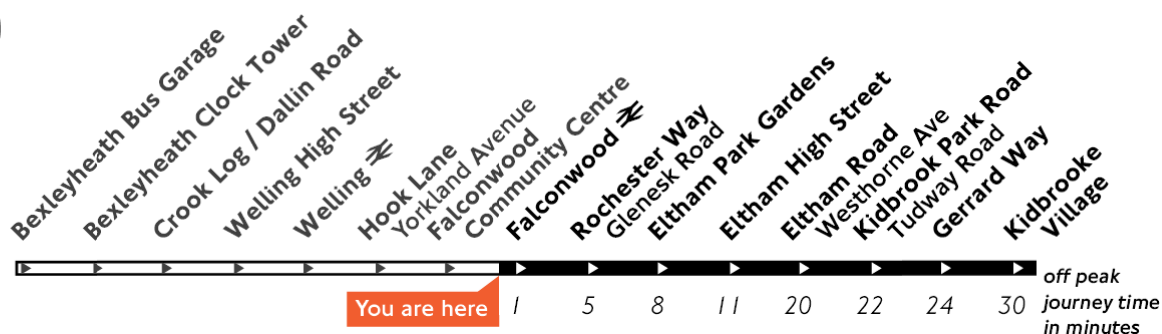 Bexleyheath Bus Garage
Bexleyheath Clock Tower
Crook Log / Dallin Road
Welling High Street
Welling
Hook Lane
Yorkland Avenue
Falconwood
Community Centre
Falconwood
Rochester Way
Glenesk Road
Eltham Park Gardens
Eltham High Street
Eltham Road
Westhorne Ave
Kidbrook Park Road
Tudway Road
Gerrard Way
Kidbrooke
Village
You are here
1 5 8 11 20 22 24 30
off peak
journey time
in minutes